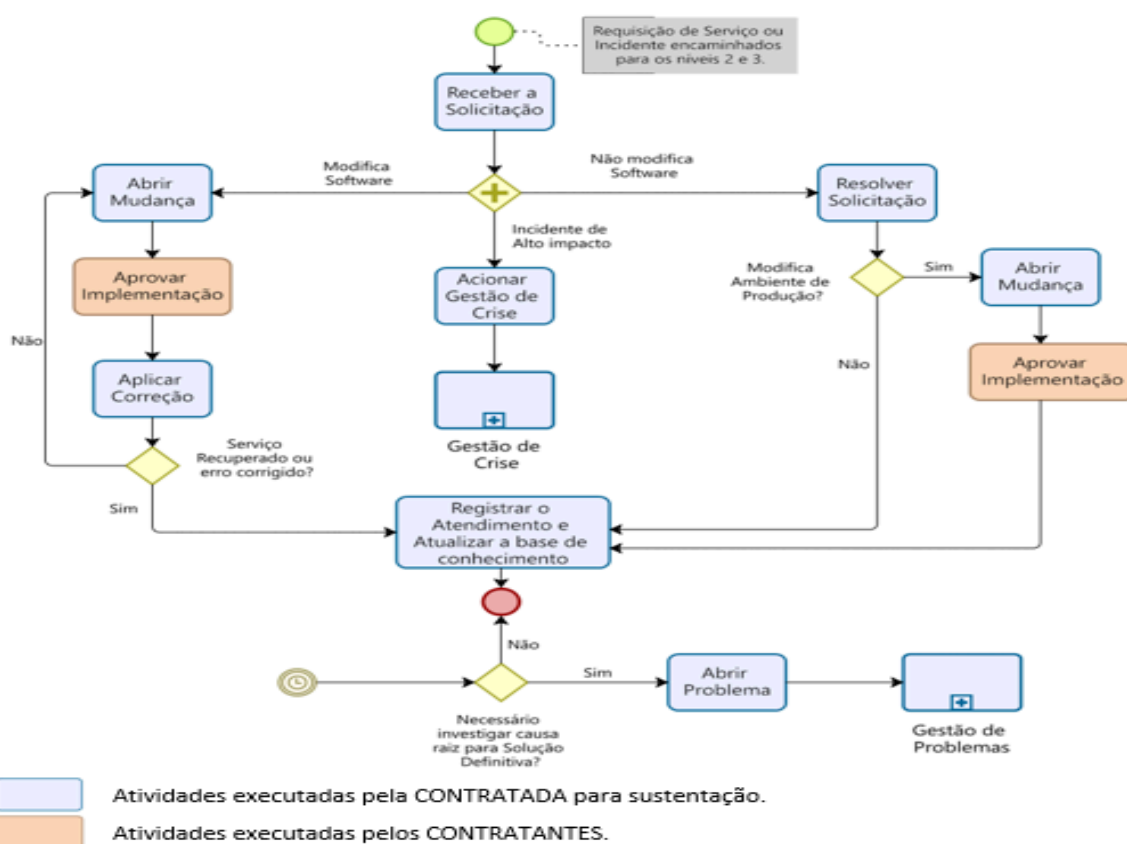 Requisição de Serviço ou
Incidente encaminhados
para os níveis 2 e 3.
Receber a
Solicitação
Modifica
Software
Não modifica
Software
Abrir
Mudança
Resolver
Solicitação
Incidente de
Alto impacto
Aprovar
Implementação
Acionar
Gestão de
Crise
Modifica
Ambiente de
Produção?
Sim
Abrir
Mudança
Não
Não
Aplicar
Correção
Aprovar
Implementação
Gestão de
Crise
Serviço
Recuperado ou
erro corrigido?
Sim
Registrar o
Atendimento e
Atualizar a base de
conhecimento
Não
Sim
Abrir
Problema
Necessário
investigar causa
raiz para Solução
Definitiva?
Gestão de
Problemas
Atividades executadas pela CONTRATADA para sustentação.
Atividades executadas pelos CONTRATANTES.